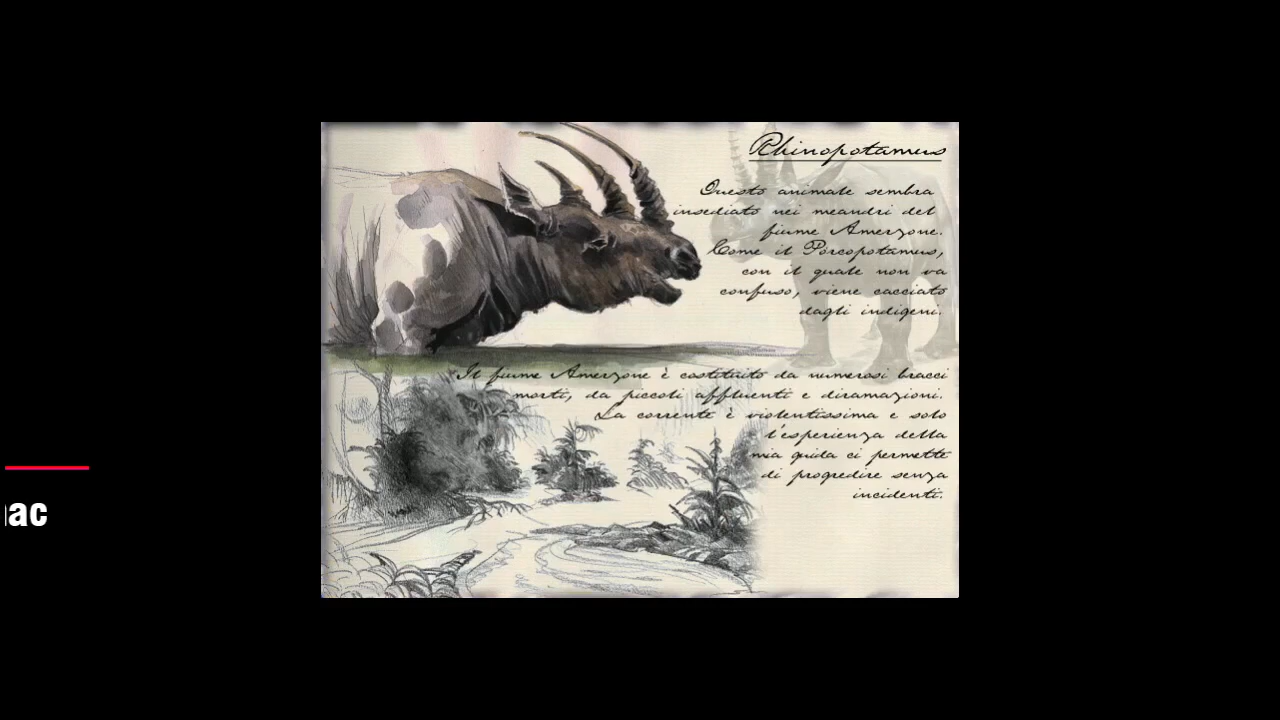 Rhinopotamus
Questo animale sembra
insediato nei meandri del
fiume Amerzone.
Come il Porcopotamus,
con il quale non va
confuso, viene cacciato
dagli indigeni.
Il fiume Amerzone è costituito da numerosi bracci
morti, da piccoli affluenti e diramazioni.
La corrente è violentissima e solo
l'esperienza della
mia guida ci permette
di progredire senza
incidenti.
ac